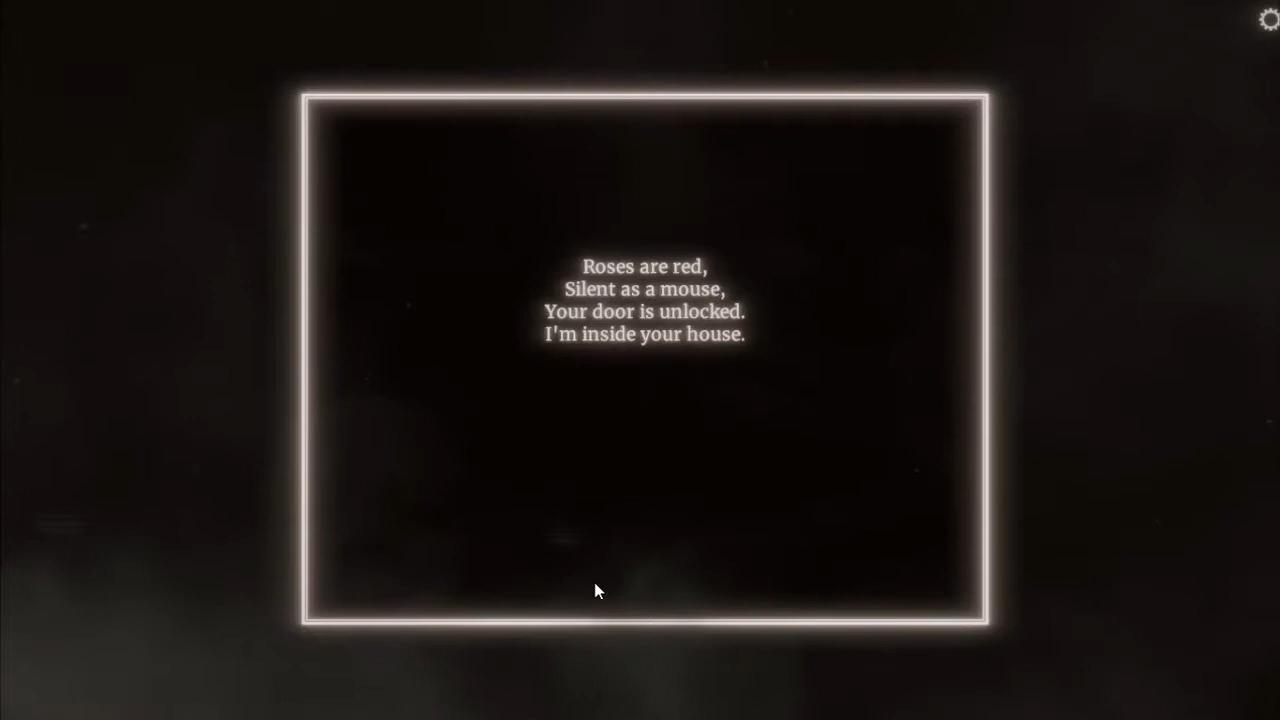 Roses are red,
Silent as a mouse,
Your door is unlocked.
I'm inside your house.